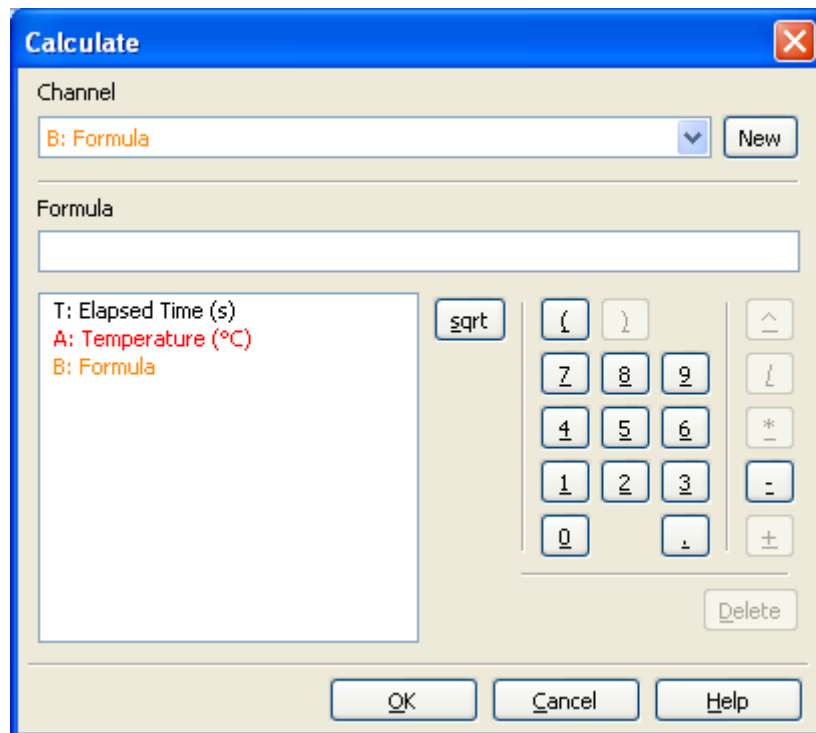 Calculate
Channel
B: Formula
New
Formula
T: Elapsed Time (s)
A: Temperature (°C)
B: Formula
sqrt
( ) ^
7 8 9 /
4 5 6 *
1 2 3 -
0 . +
Delete
OK Cancel Help